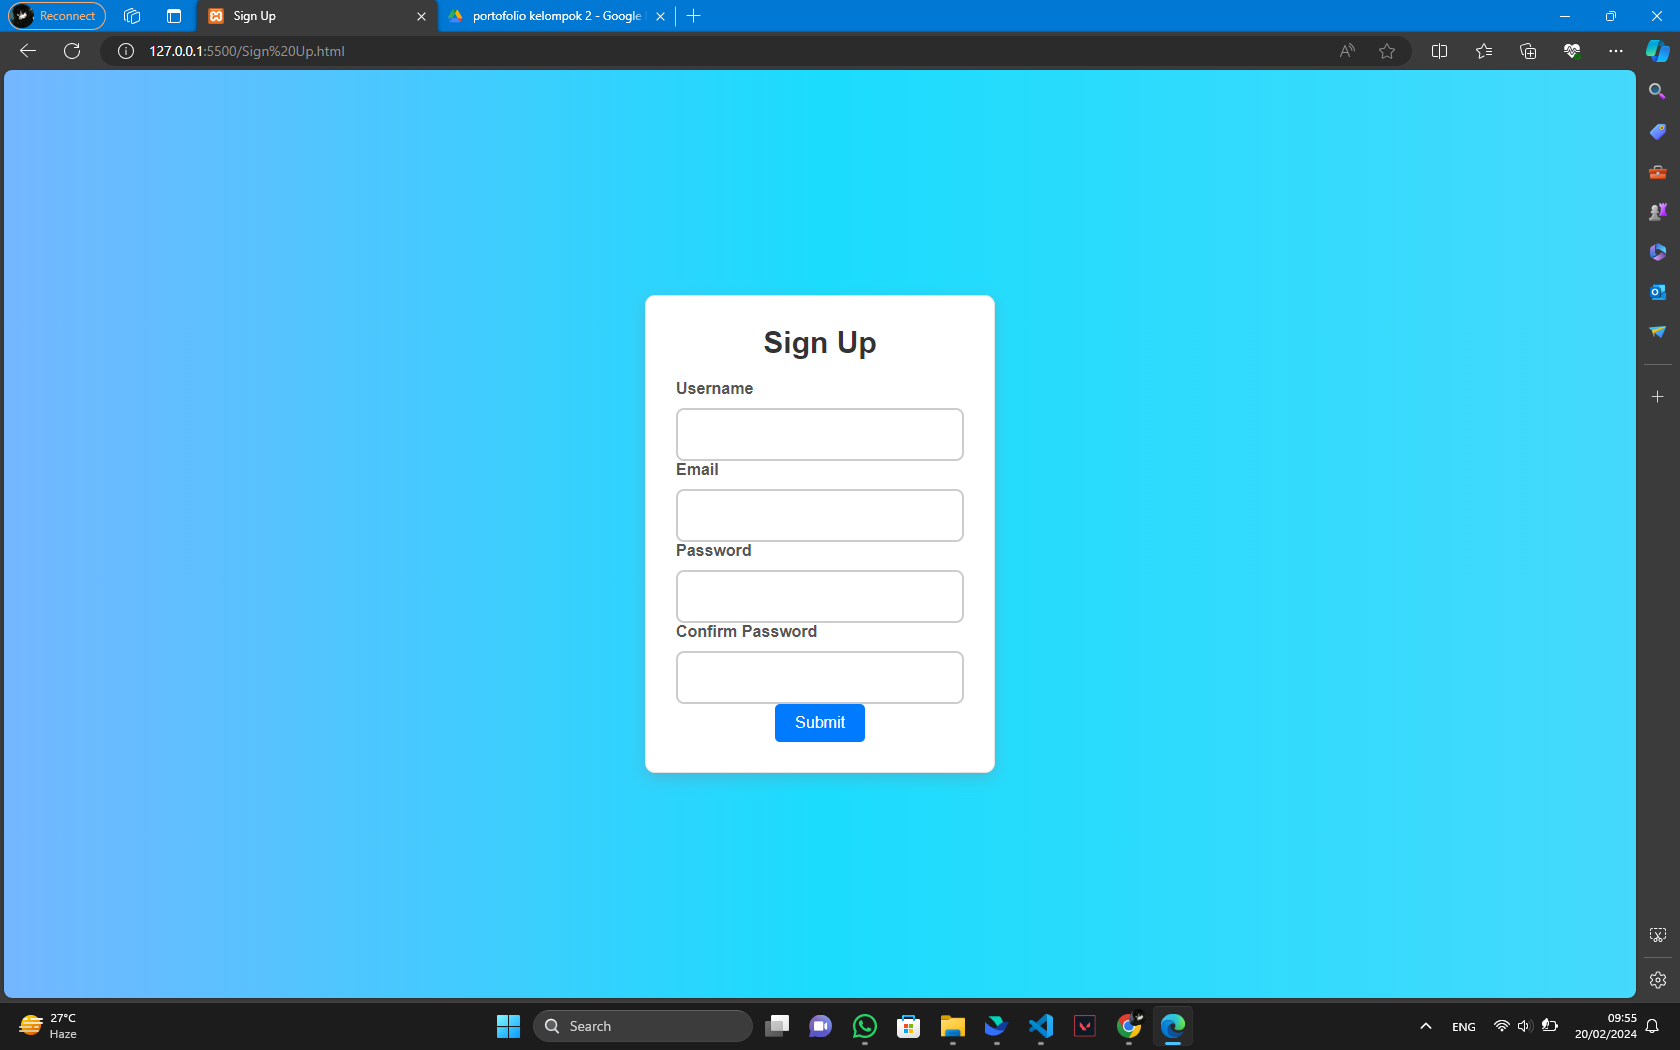 Reconnect
Sign Up
portofolio kelompok 2 - Google
127.0.0.1:5500/Sign%20Up.html
Sign Up
Username
Email
Password
Confirm Password
Submit
27°C
Haze
Search
ENG
09:55
20/02/2024